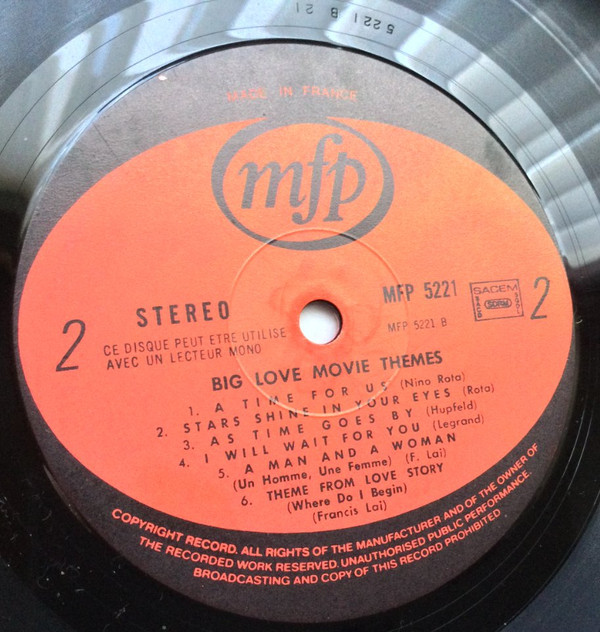 5221 B 21
MADE IN FRANCE
mfp
STEREO
MFP 5221
SACEM
SDRM
2
2
CE DISQUE PEUT ETRE UTILISE
AVEC UN LECTEUR MONO
MFP 5221 B
BIG LOVE MOVIE THEMES
1. A TIME FOR US (Nino Rota)
2. STARS SHINE IN YOUR EYES (Rota)
3. AS TIME GOES BY (Hupfeld)
4. I WILL WAIT FOR YOU (Legrand)
5. A MAN AND A WOMAN
(Un Homme, Une Femme) (F. Lai)
6. THEME FROM LOVE STORY
(Where Do I Begin)
(Francis Lai)
COPYRIGHT RECORD. ALL RIGHTS OF THE MANUFACTURER AND OF THE OWNER OF
THE RECORDED WORK RESERVED. UNAUTHORISED PUBLIC PERFORMANCE.
BROADCASTING AND COPY OF THIS RECORD PROHIBITED